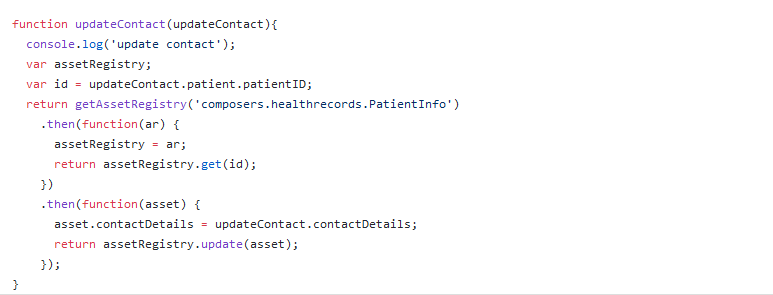 function updateContact(updateContact){
  console.log('update contact');
  var assetRegistry;
  var id = updateContact.patient.patientID;
  return getAssetRegistry('composers.healthrecords.PatientInfo')
    .then(function(ar) {
      assetRegistry = ar;
      return assetRegistry.get(id);
    })
    .then(function(asset) {
      asset.contactDetails = updateContact.contactDetails;
      return assetRegistry.update(asset);
    });
}